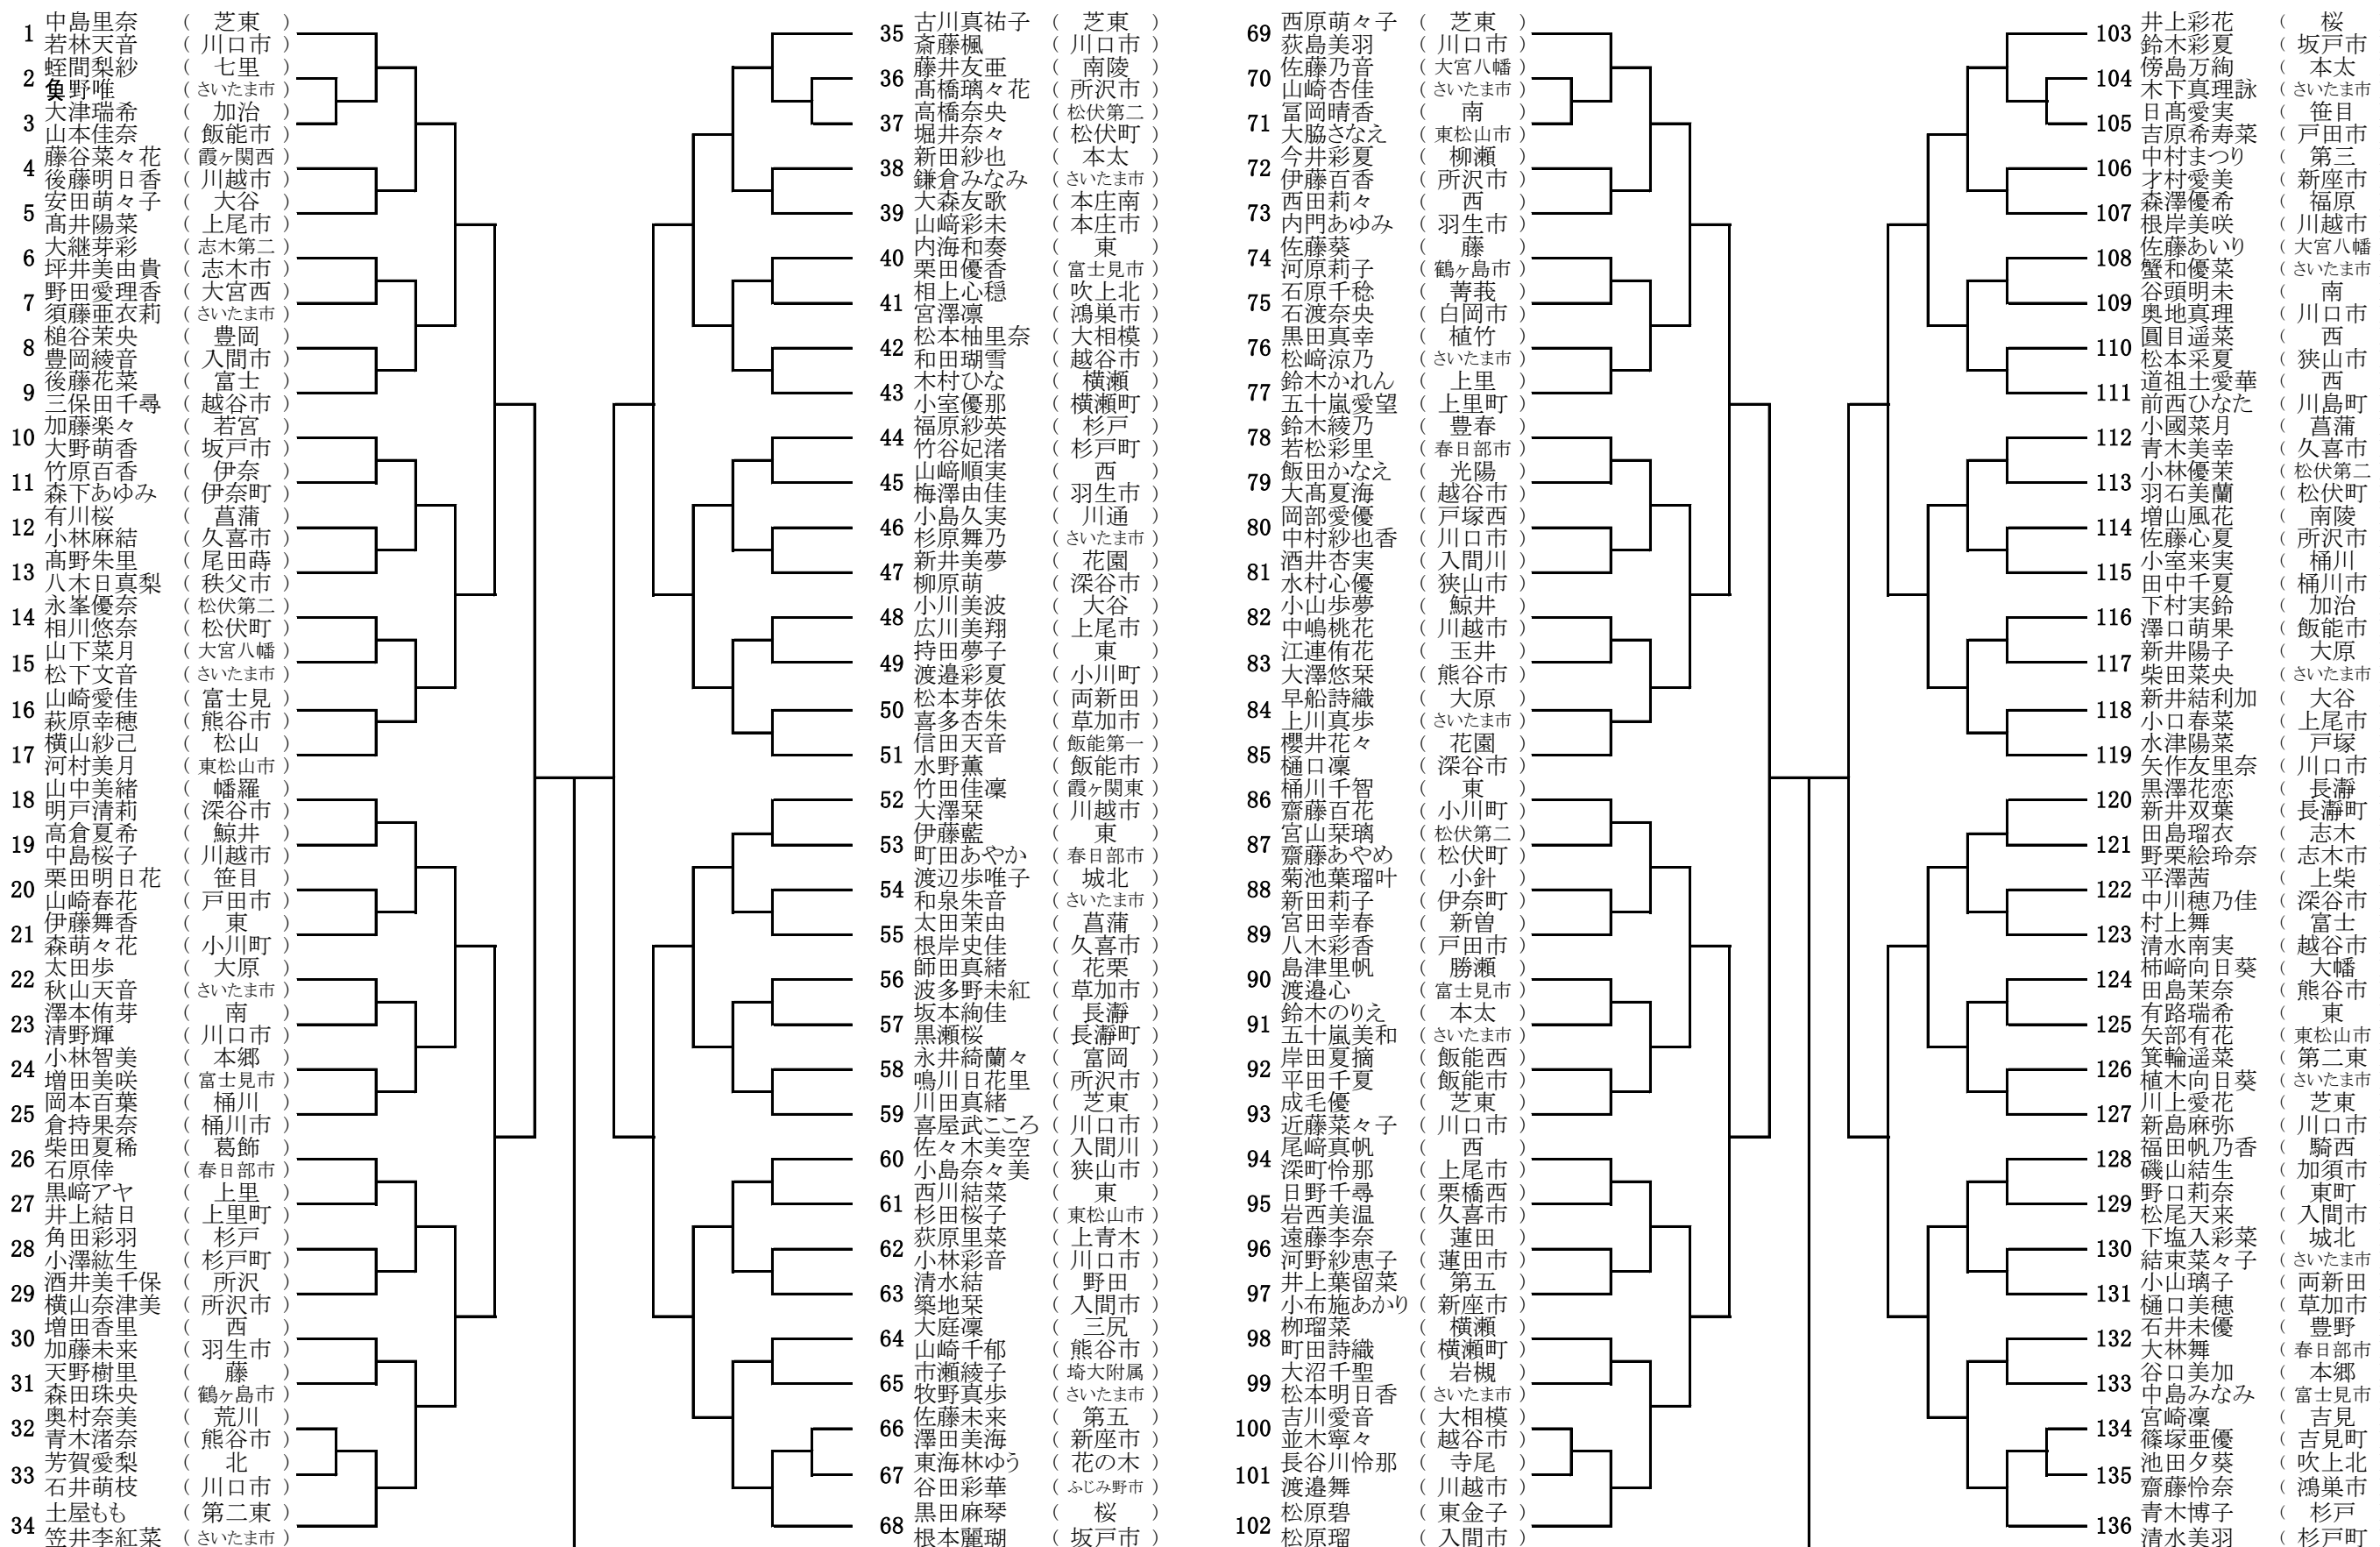 1 中島里奈 ( 芝東 )
若林天音 ( 川口市 )
2 蛭間梨紗 ( 七里 )
野唯 ( さいたま市 )
3 大津瑞希 ( 加治 )
山本佳奈 ( 飯能市 )
4 藤谷菜々花 ( 霞ヶ関西 )
後藤明日香 ( 川越市 )
5 安田萌々子 ( 大谷 )
髙井陽菜 ( 上尾市 )
6 大継芽彩 ( 志木第二 )
坪井美由貴 ( 志木市 )
7 野田愛理香 ( 大宮西 )
須藤亜衣莉 ( さいたま市 )
8 槌谷茉央 ( 豊岡 )
豊岡綾音 ( 入間市 )
9 後藤花菜 ( 富士 )
三保田千尋 ( 越谷市 )
10 加藤楽々 ( 若宮 )
大野萌香 ( 坂戸市 )
11 竹原百香 ( 伊奈 )
森下あゆみ ( 伊奈町 )
12 有川桜 ( 菖蒲 )
小林麻結 ( 久喜市 )
13 髙野朱里 ( 尾田蒔 )
八木日真梨 ( 秩父市 )
14 永峯優奈 ( 松伏第二 )
相川悠奈 ( 松伏町 )
15 山下菜月 ( 大宮八幡 )
松下文音 ( さいたま市 )
16 山崎愛佳 ( 富士見 )
萩原幸穂 ( 熊谷市 )
17 横山紗己 ( 松山 )
河村美月 ( 東松山市 )
18 山中美緒 ( 幡羅 )
明戸清莉 ( 深谷市 )
19 高倉夏希 ( 鯨井 )
中島桜子 ( 川越市 )
20 栗田明日花 ( 笹目 )
山崎春花 ( 戸田市 )
21 伊藤舞香 ( 東 )
森萌々花 ( 小川町 )
22 太田歩 ( 大原 )
秋山天音 ( さいたま市 )
23 澤本侑芽 ( 南 )
清野輝 ( 川口市 )
24 小林智美 ( 本郷 )
増田美咲 ( 富士見市 )
25 岡本百葉 ( 桶川 )
倉持果奈 ( 桶川市 )
26 柴田夏稀 ( 葛飾 )
石原倖 ( 春日部市 )
27 黒﨑アヤ ( 上里 )
井上結日 ( 上里町 )
28 角田彩羽 ( 杉戸 )
小澤紘生 ( 杉戸町 )
29 酒井美千保 ( 所沢 )
横山奈津美 ( 所沢市 )
30 増田香里 ( 西 )
加藤未来 ( 羽生市 )
31 天野樹里 ( 藤 )
森田珠央 ( 鶴ヶ島市 )
32 奥村奈美 ( 荒川 )
青木渚奈 ( 熊谷市 )
33 芳賀愛梨 ( 北 )
石井萌枝 ( 川口市 )
34 土屋もも ( 第二東 )
笠井李紅菜 ( さいたま市 )
35 古川真祐子 ( 芝東 )
斎藤楓 ( 川口市 )
36 藤井友亜 ( 南陵 )
髙橋璃々花 ( 所沢市 )
37 高橋奈央 ( 松伏第二 )
堀井奈々 ( 松伏町 )
38 新田紗也 ( 本太 )
鎌倉みなみ ( さいたま市 )
39 大森友歌 ( 本庄南 )
山﨑彩未 ( 本庄市 )
40 内海和奏 ( 東 )
栗田優香 ( 富士見市 )
41 相上心穏 ( 吹上北 )
宮澤凛 ( 鴻巣市 )
42 松本柚里奈 ( 大相模 )
和田瑚雪 ( 越谷市 )
43 木村ひな ( 横瀬 )
小室優那 ( 横瀬町 )
44 福原紗英 ( 杉戸 )
竹谷妃渚 ( 杉戸町 )
45 山﨑順実 ( 西 )
梅澤由佳 ( 羽生市 )
46 小島久実 ( 川通 )
杉原舞乃 ( さいたま市 )
47 新井美夢 ( 花園 )
柳原萌 ( 深谷市 )
48 小川美波 ( 大谷 )
広川美翔 ( 上尾市 )
49 持田夢子 ( 東 )
渡邉彩夏 ( 小川町 )
50 松本芽依 ( 両新田 )
喜多杏朱 ( 草加市 )
51 信田天音 ( 飯能第一 )
水野薫 ( 飯能市 )
52 竹田佳凜 ( 霞ヶ関東 )
大澤栞 ( 川越市 )
53 伊藤藍 ( 東 )
町田あやか ( 春日部市 )
54 渡辺歩唯子 ( 城北 )
和泉朱音 ( さいたま市 )
55 太田茉由 ( 菖蒲 )
根岸史佳 ( 久喜市 )
56 師田真緒 ( 花栗 )
波多野未紅 ( 草加市 )
57 坂本絢佳 ( 長瀞 )
黒瀬桜 ( 長瀞町 )
58 永井綺蘭々 ( 富岡 )
鳴川日花里 ( 所沢市 )
59 川田真緒 ( 芝東 )
喜屋武こころ ( 川口市 )
60 佐々木美空 ( 入間川 )
小島奈々美 ( 狭山市 )
61 西川結菜 ( 東 )
杉田桜子 ( 東松山市 )
62 荻原里菜 ( 上青木 )
小林彩音 ( 川口市 )
63 清水結 ( 野田 )
築地栞 ( 入間市 )
64 大庭凜 ( 三尻 )
山崎千郁 ( 熊谷市 )
65 市瀬綾子 ( 埼大附属 )
牧野真歩 ( さいたま市 )
66 佐藤未来 ( 第五 )
澤田美海 ( 新座市 )
67 東海林ゆう ( 花の木 )
谷田彩華 ( ふじみ野市 )
68 黒田麻琴 ( 桜 )
根本麗瑚 ( 坂戸市 )
69 西原萌々子 ( 芝東 )
荻島美羽 ( 川口市 )
70 佐藤乃音 ( 大宮八幡 )
山崎杏佳 ( さいたま市 )
71 冨岡晴香 ( 南 )
大脇さなえ ( 東松山市 )
72 今井彩夏 ( 柳瀬 )
伊藤百香 ( 所沢市 )
73 西田莉々 ( 西 )
内門あゆみ ( 羽生市 )
74 佐藤葵 ( 藤 )
河原莉子 ( 鶴ヶ島市 )
75 石原千稔 ( 菁莪 )
石渡奈央 ( 白岡市 )
76 黒田真幸 ( 植竹 )
松﨑涼乃 ( さいたま市 )
77 鈴木かれん ( 上里 )
五十嵐愛望 ( 上里町 )
78 鈴木綾乃 ( 豊春 )
若松彩里 ( 春日部市 )
79 飯田かなえ ( 光陽 )
大髙夏海 ( 越谷市 )
80 岡部愛優 ( 戸塚西 )
中村紗也香 ( 川口市 )
81 酒井杏実 ( 入間川 )
水村心優 ( 狭山市 )
82 小山歩夢 ( 鯨井 )
中嶋桃花 ( 川越市 )
83 江連侑花 ( 玉井 )
大澤悠栞 ( 熊谷市 )
84 早船詩織 ( 大原 )
上川真歩 ( さいたま市 )
85 櫻井花々 ( 花園 )
樋口凜 ( 深谷市 )
86 桶川千智 ( 東 )
齋藤百花 ( 小川町 )
87 宮山栞璃 ( 松伏第二 )
齋藤あやめ ( 松伏町 )
88 菊池葉瑠叶 ( 小針 )
新田莉子 ( 伊奈町 )
89 宮田幸春 ( 新曽 )
八木彩香 ( 戸田市 )
90 島津里帆 ( 勝瀬 )
渡邉心 ( 富士見市 )
91 鈴木のりえ ( 本太 )
五十嵐美和 ( さいたま市 )
92 岸田夏摘 ( 飯能西 )
平田千夏 ( 飯能市 )
93 成毛優 ( 芝東 )
近藤菜々子 ( 川口市 )
94 尾﨑真帆 ( 西 )
深町怜那 ( 上尾市 )
95 日野千尋 ( 栗橋西 )
岩西美温 ( 久喜市 )
96 遠藤李奈 ( 蓮田 )
河野紗恵子 ( 蓮田市 )
97 井上葉留菜 ( 第五 )
小布施あかり ( 新座市 )
98 栁瑠菜 ( 横瀬 )
町田詩織 ( 横瀬町 )
99 大沼千聖 ( 岩槻 )
松本明日香 ( さいたま市 )
100 吉川愛音 ( 大相模 )
並木寧々 ( 越谷市 )
101 長谷川怜那 ( 寺尾 )
渡邉舞 ( 川越市 )
102 松原碧 ( 東金子 )
松原瑠 ( 入間市 )
103 井上彩花 ( 桜
鈴木彩夏 ( 坂戸市
104 傍島万絢 ( 本太
木下真理詠 ( さいたま市
105 日髙愛実 ( 笹目
吉原希寿菜 ( 戸田市
106 中村まつり ( 第三
才村愛美 ( 新座市
107 森澤優希 ( 福原
根岸美咲 ( 川越市
108 佐藤あいり ( 大宮八幡
蟹和優菜 ( さいたま市
109 谷頭明未 ( 南
奥地真理 ( 川口市
110 圓目遥菜 ( 西
松本采夏 ( 狭山市
111 道祖土愛華 ( 西
前西ひなた ( 川島町
112 小國菜月 ( 菖蒲
青木美幸 ( 久喜市
113 小林優茉 ( 松伏第二
羽石美蘭 ( 松伏町
114 増山風花 ( 南陵
佐藤心夏 ( 所沢市
115 小室来実 ( 桶川
田中千夏 ( 桶川市
116 下村実鈴 ( 加治
澤口萌果 ( 飯能市
117 新井陽子 ( 大原
柴田菜央 ( さいたま市
118 新井結利加 ( 大谷
小口春菜 ( 上尾市
119 水津陽菜 ( 戸塚
矢作友里奈 ( 川口市
120 黒澤花恋 ( 長瀞
新井双葉 ( 長瀞町
121 田島瑠衣 ( 志木
野栗絵玲奈 ( 志木市
122 平澤茜 ( 上柴
中川穂乃佳 ( 深谷市
123 村上舞 ( 富士
清水南実 ( 越谷市
124 柿﨑向日葵 ( 大幡
田島茉奈 ( 熊谷市
125 有路瑞希 ( 東
矢部有花 ( 東松山市
126 箕輪遥菜 ( 第二東
植木向日葵 ( さいたま市
127 川上愛花 ( 芝東
新島麻弥 ( 川口市
128 福田帆乃香 ( 騎西
磯山結生 ( 加須市
129 野口莉奈 ( 東町
松尾天来 ( 入間市
130 下塩入彩菜 ( 城北
結束菜々子 ( さいたま市
131 小山璃子 ( 両新田
樋口美穂 ( 草加市
132 石井未優 ( 豊野
大林舞 ( 春日部市
133 谷口美加 ( 本郷
中島みなみ ( 富士見市
134 宮崎凜 ( 吉見
篠塚亜優 ( 吉見町
135 池田夕葵 ( 吹上北
齋藤怜奈 ( 鴻巣市
136 青木博子 ( 杉戸
清水美羽 ( 杉戸町